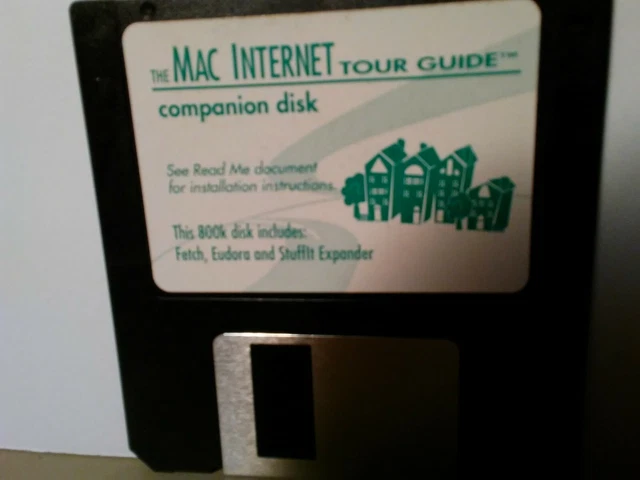 THE MAC INTERNET TOUR GUIDE™
companion disk
See Read Me document
for installation instructions.
This 800k disk includes:
Fetch, Eudora and StuffIt Expander